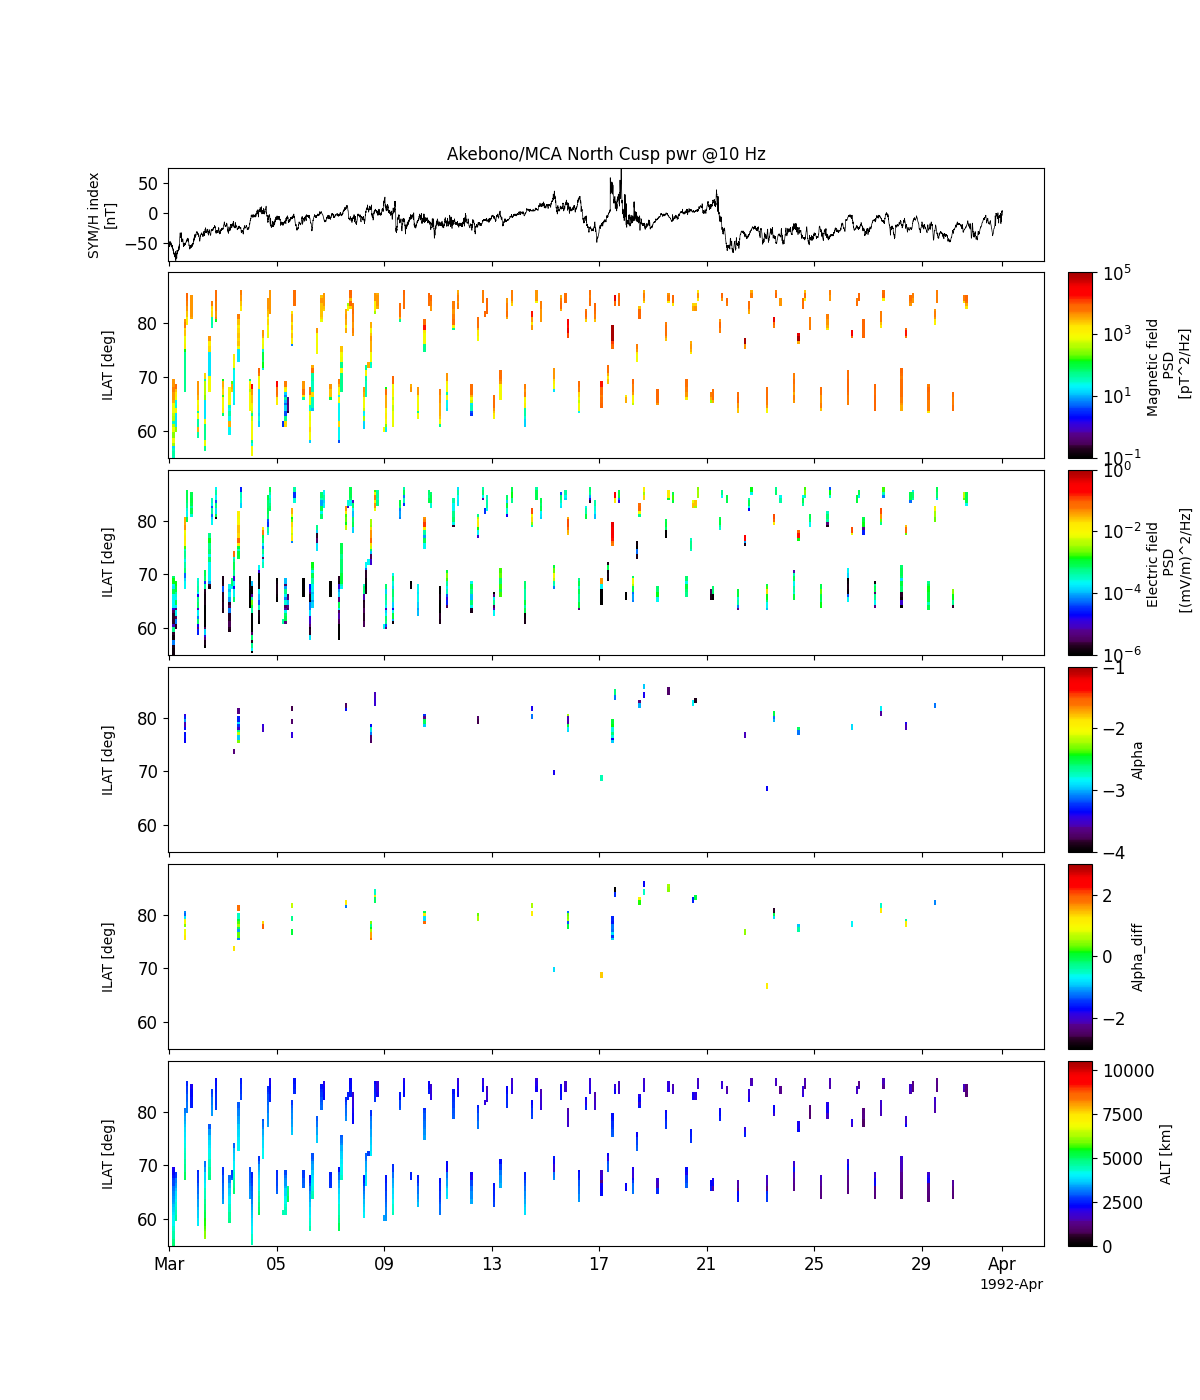 Akebono/MCA North Cusp pwr @10 Hz
SYM/H index
[nT]
50
0
−50
ILAT [deg]
80
70
60
10^5
10^3
10^1
10^−1
Magnetic field
PSD
[pT^2/Hz]
ILAT [deg]
80
70
60
10^0
10^−2
10^−4
10^−6
Electric field
PSD
[(mV/m)^2/Hz]
ILAT [deg]
80
70
60
−1
−2
−3
−4
Alpha
ILAT [deg]
80
70
60
2
0
−2
Alpha_diff
ILAT [deg]
80
70
60
10000
7500
5000
2500
0
ALT [km]
Mar 05 09 13 17 21 25 29 Apr
1992-Apr